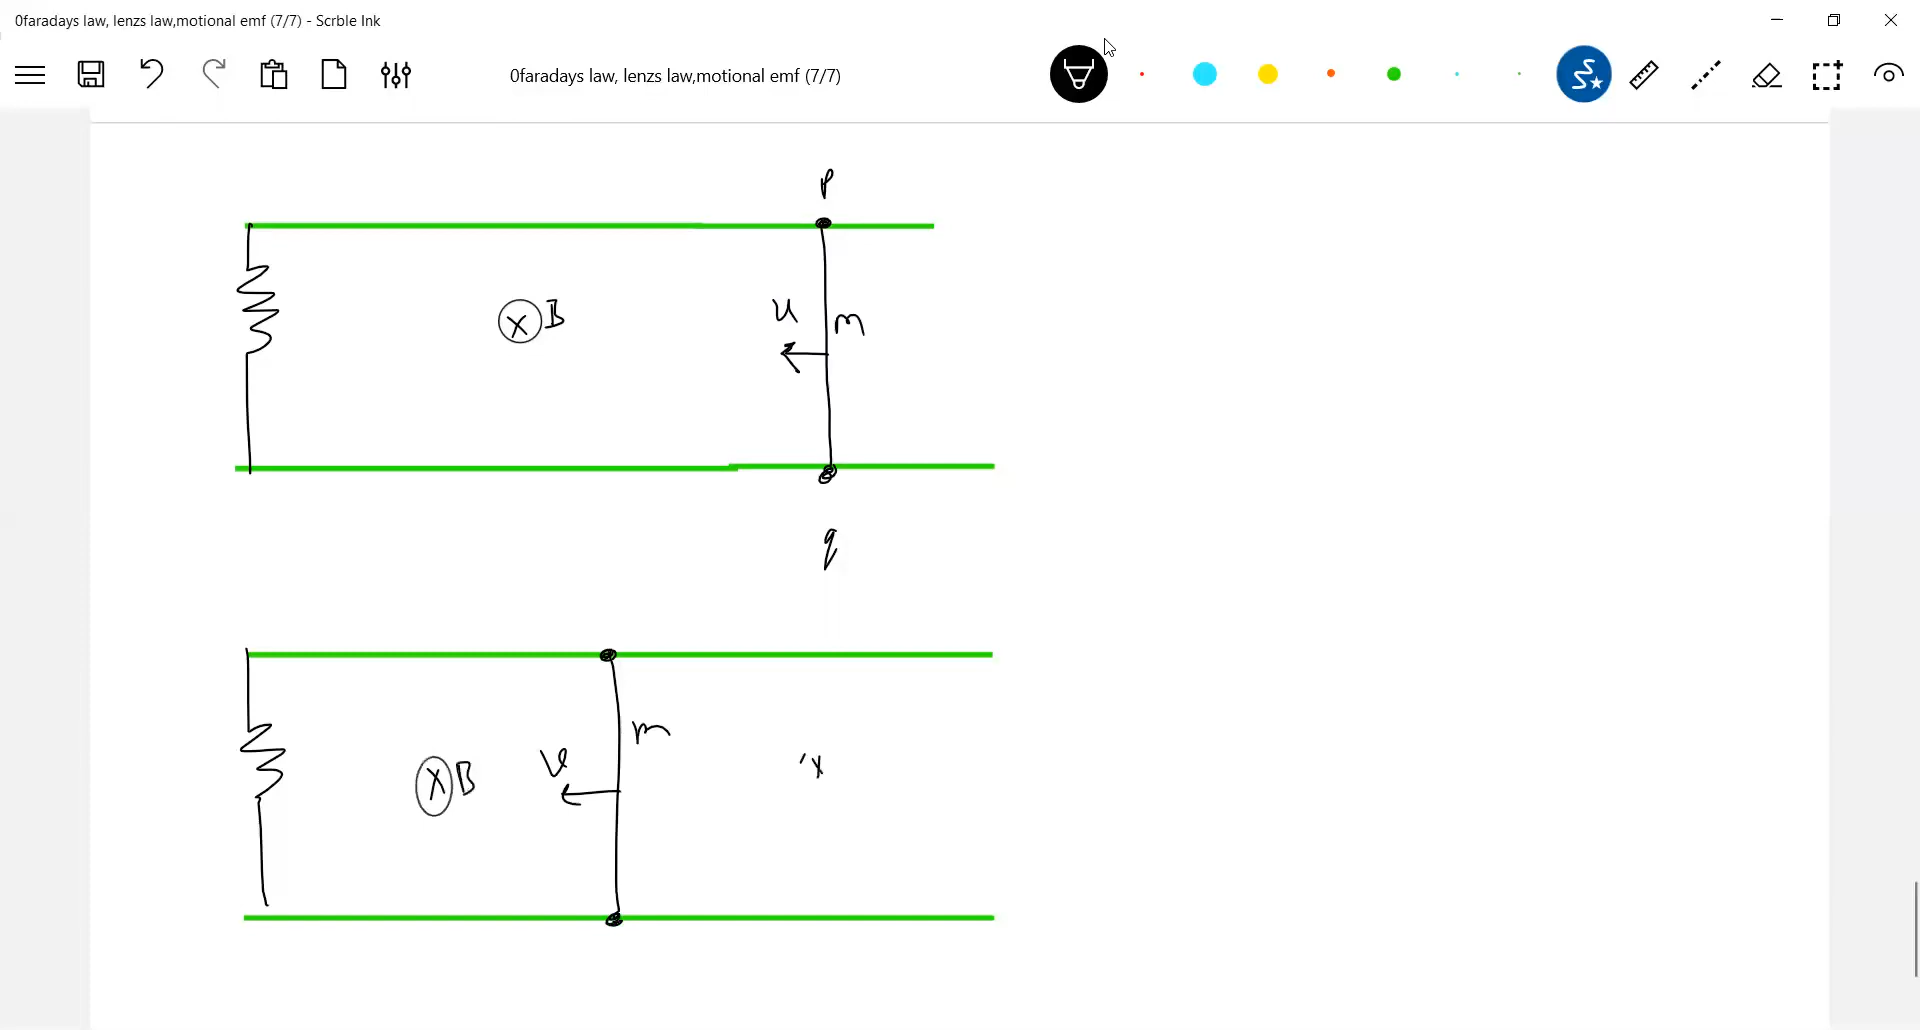 0faradays law, lenzs law,motional emf (7/7) - Scrble Ink
0faradays law, lenzs law,motional emf (7/7)
P
X B
u
m
q
m
X B
v
'x